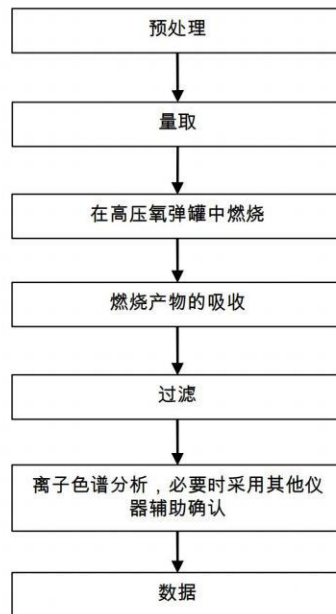 预处理
量取
在高压氧弹罐中燃烧
燃烧产物的吸收
过滤
离子色谱分析，必要时采用其他仪
器辅助确认
数据